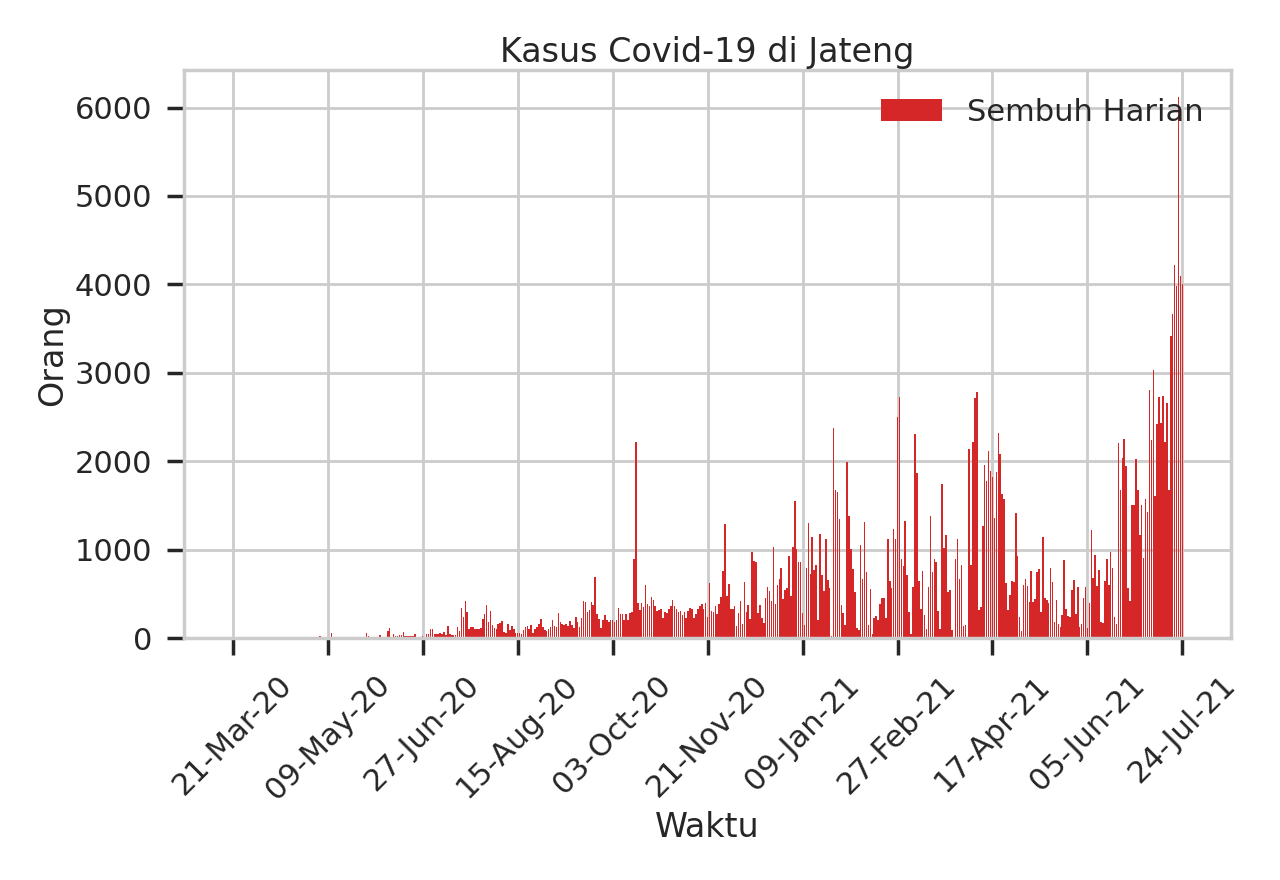 Kasus Covid-19 di Jateng
Sembuh Harian
Orang
6000
5000
4000
3000
2000
1000
0
21-Mar-20
09-May-20
27-Jun-20
15-Aug-20
03-Oct-20
21-Nov-20
09-Jan-21
27-Feb-21
17-Apr-21
05-Jun-21
24-Jul-21
Waktu